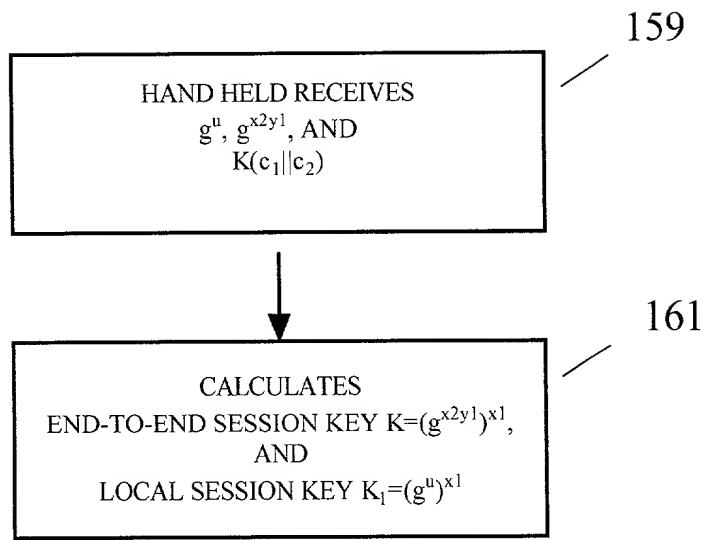 159
HAND HELD RECEIVES
g^u, g^x2y1, AND
K(c₁||c₂)
161
CALCULATES
END-TO-END SESSION KEY K=(g^x2y1)^x1,
AND
LOCAL SESSION KEY K₁=(g^u)^x1